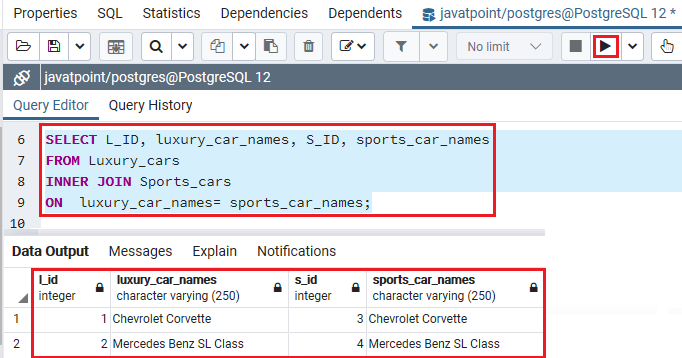 Properties SQL Statistics Dependencies Dependents javatpoint/postgres@PostgreSQL 12 *
No limit
javatpoint/postgres@PostgreSQL 12
Query Editor Query History
6 SELECT L_ID, luxury_car_names, S_ID, sports_car_names
7 FROM Luxury_cars
8 INNER JOIN Sports_cars
9 ON luxury_car_names= sports_car_names;
10
Data Output Messages Explain Notifications
l_id luxury_car_names s_id sports_car_names
integer character varying (250) integer character varying (250)
1 1 Chevrolet Corvette 3 Chevrolet Corvette
2 2 Mercedes Benz SL Class 4 Mercedes Benz SL Class